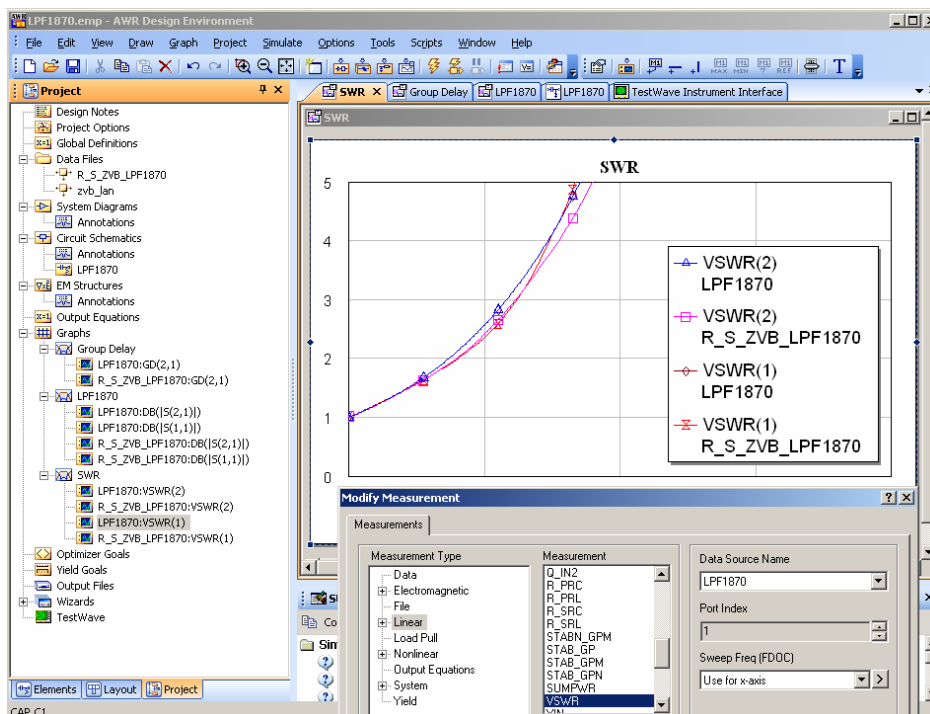 LPF1870.emp - AWR Design Environment
File Edit View Draw Graph Project Simulate Options Tools Scripts Window Help
Project
Design Notes
Project Options
Global Definitions
Data Files
R_S_ZVB_LPF1870
zvb_lan
System Diagrams
Annotations
Circuit Schematics
Annotations
LPF1870
EM Structures
Annotations
Output Equations
Graphs
Group Delay
LPF1870:GD(2,1)
R_S_ZVB_LPF1870:GD(2,1)
LPF1870
LPF1870:DB(|S(2,1)|)
LPF1870:DB(|S(1,1)|)
R_S_ZVB_LPF1870:DB(|S(2,1)|)
R_S_ZVB_LPF1870:DB(|S(1,1)|)
SWR
LPF1870:VSWR(2)
R_S_ZVB_LPF1870:VSWR(2)
LPF1870:VSWR(1)
R_S_ZVB_LPF1870:VSWR(1)
Optimizer Goals
Yield Goals
Output Files
Wizards
TestWave
Elements Layout Project
CAP C1
SWR Group Delay LPF1870 LPF1870 TestWave Instrument Interface
SWR
SWR
5
4
3
2
1
0
VSWR(2)
LPF1870
VSWR(2)
R_S_ZVB_LPF1870
VSWR(1)
LPF1870
VSWR(1)
R_S_ZVB_LPF1870
Modify Measurement
Measurements
Measurement Type
Data
Electromagnetic
File
Linear
Load Pull
Nonlinear
Output Equations
System
Yield
Measurement
Q_IN2
R_PRC
R_PRL
R_SRC
R_SRL
STABN_GPM
STAB_GP
STAB_GPM
STAB_GPN
SUMPWR
VSWR
Data Source Name
LPF1870
Port Index
1
Sweep Freq (FDOC)
Use for x-axis